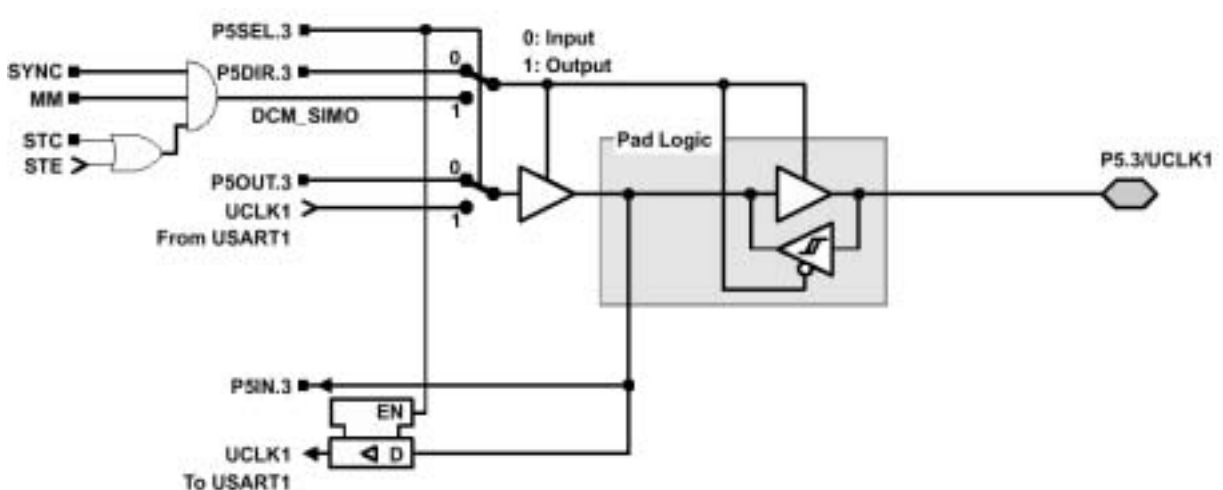 P5SEL.3
0: Input
1: Output
SYNC
P5DIR.3
0
MM
1
DCM_SIMO
STC
STE
Pad Logic
P5.3/UCLK1
P5OUT.3
0
UCLK1
1
From USART1
P5IN.3
EN
UCLK1
D
To USART1